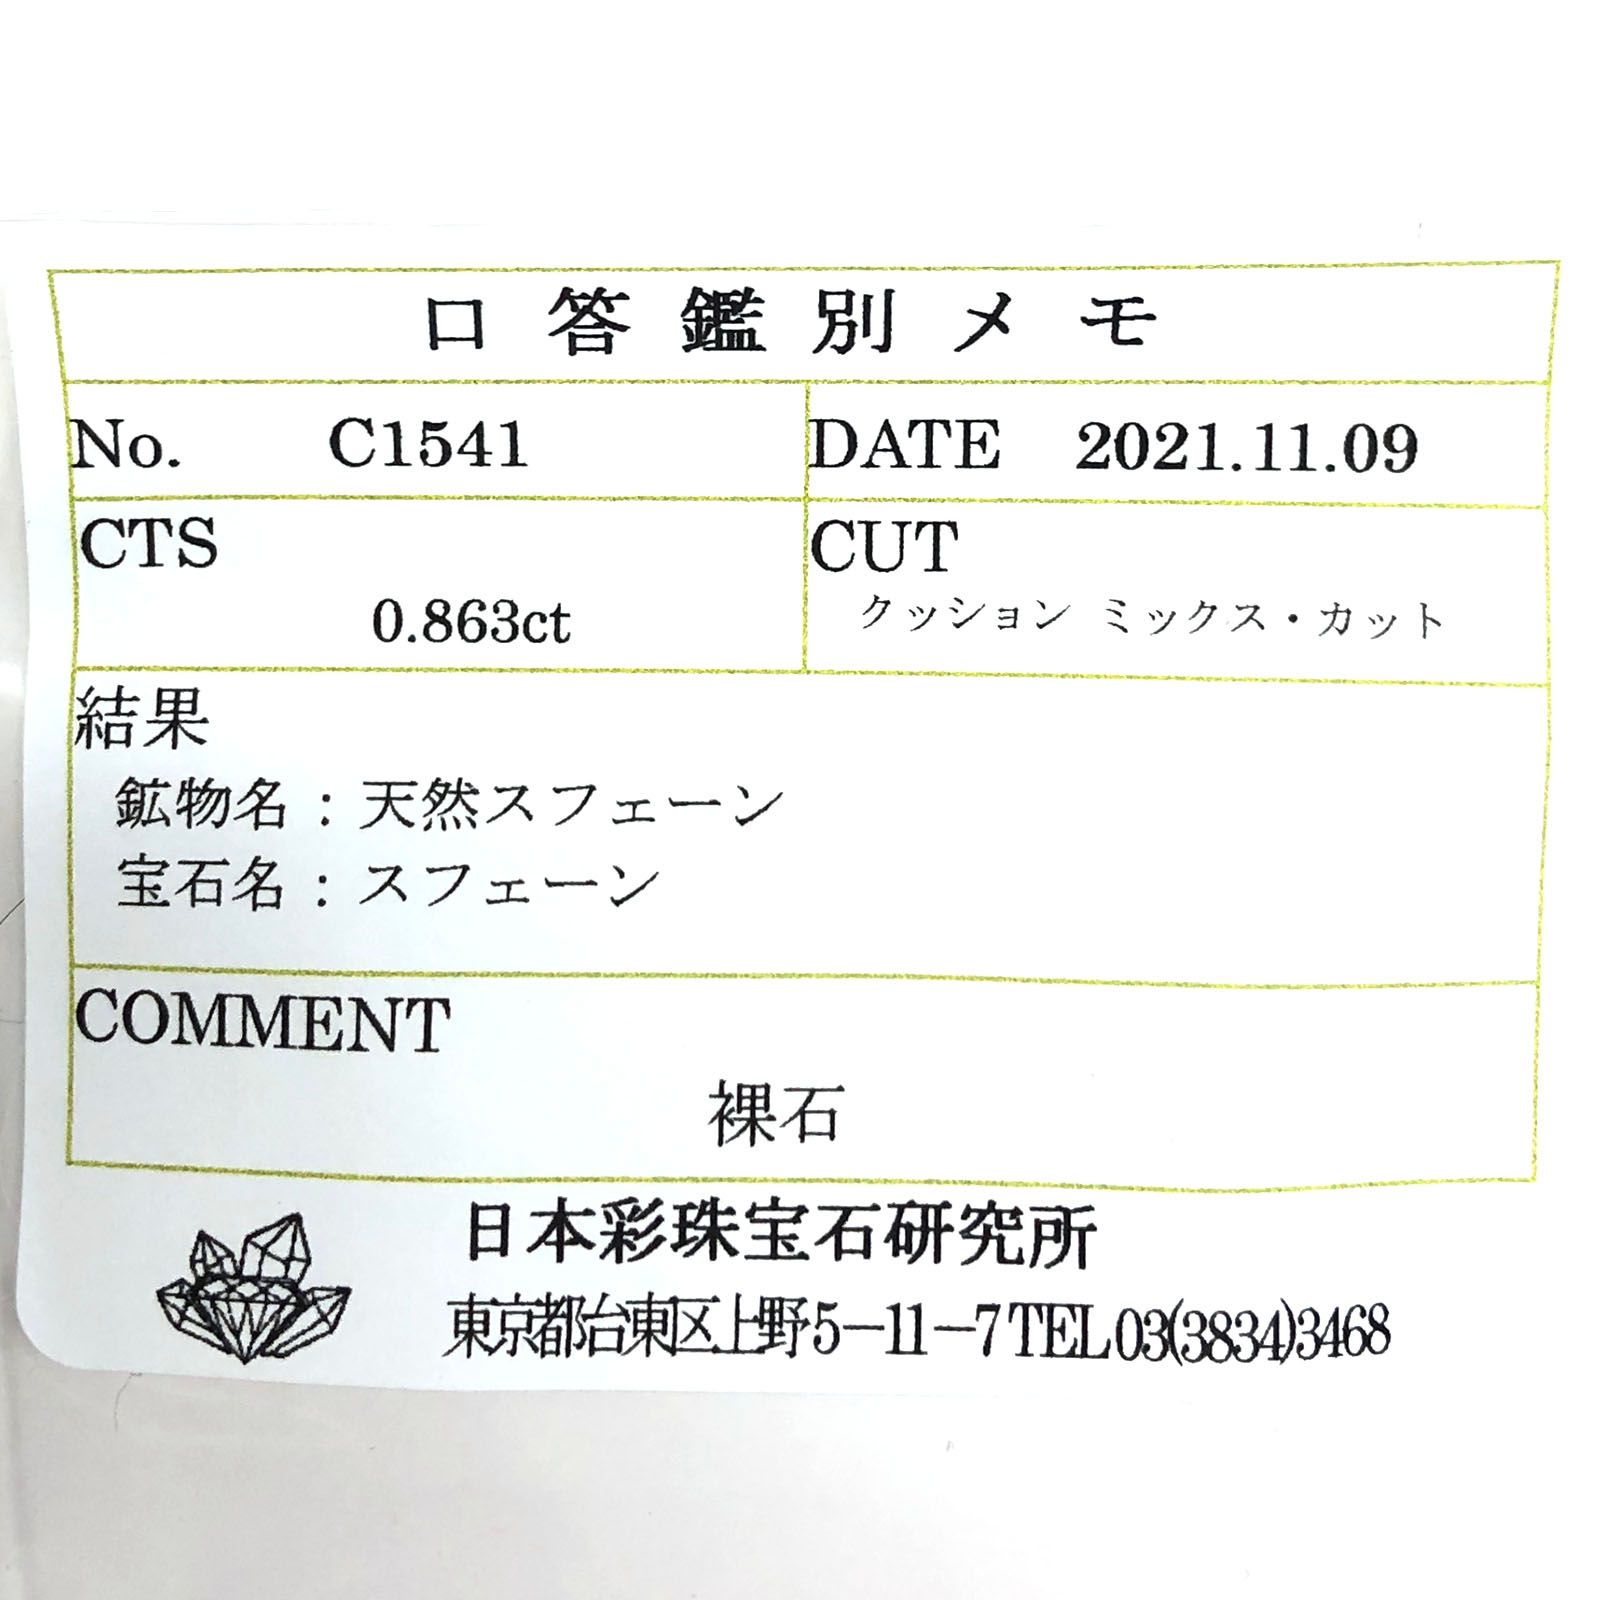 口答鑑別メモ
No. C1541 DATE 2021.11.09
CTS CUT
0.863ct クッション ミックス・カット
結果
鉱物名：天然スフェーン
宝石名：スフェーン
COMMENT
裸石
日本彩珠宝石研究所
東京都台東区上野5－11－7 TEL03(3834)3468